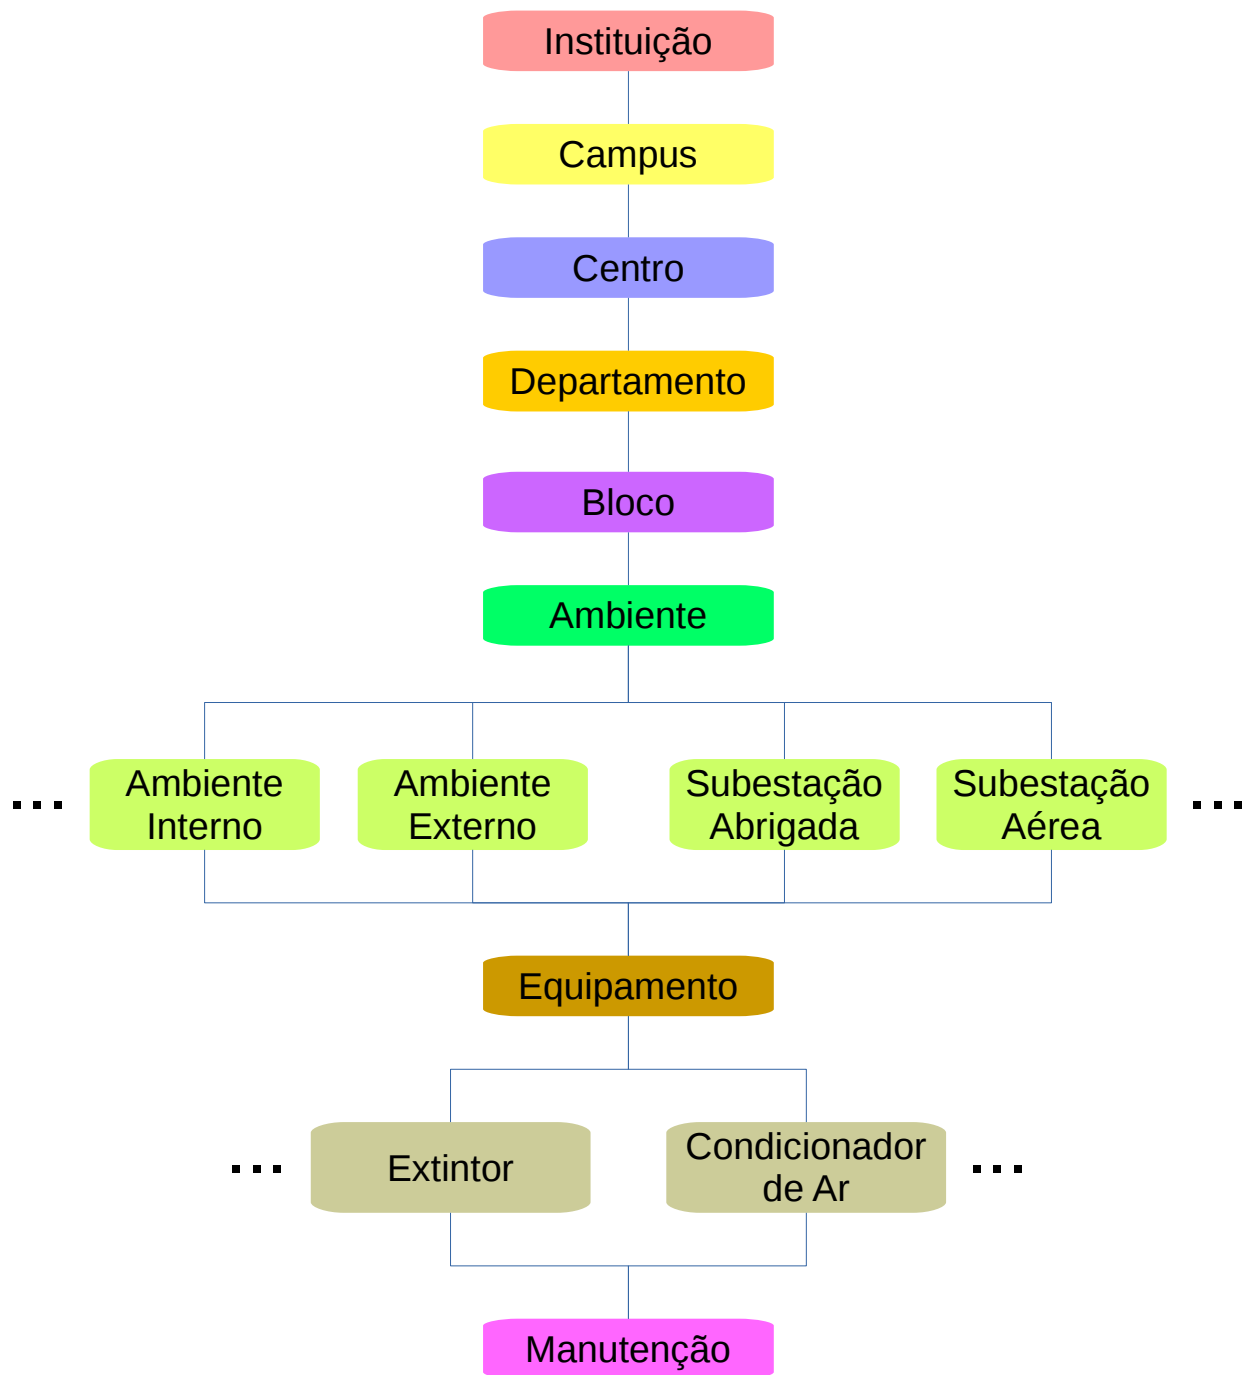 Instituição
Campus
Centro
Departamento
Bloco
Ambiente
Ambiente
Interno
Ambiente
Externo
Subestação
Abrigada
Subestação
Aérea
Equipamento
Extintor
Condicionador
de Ar
Manutenção